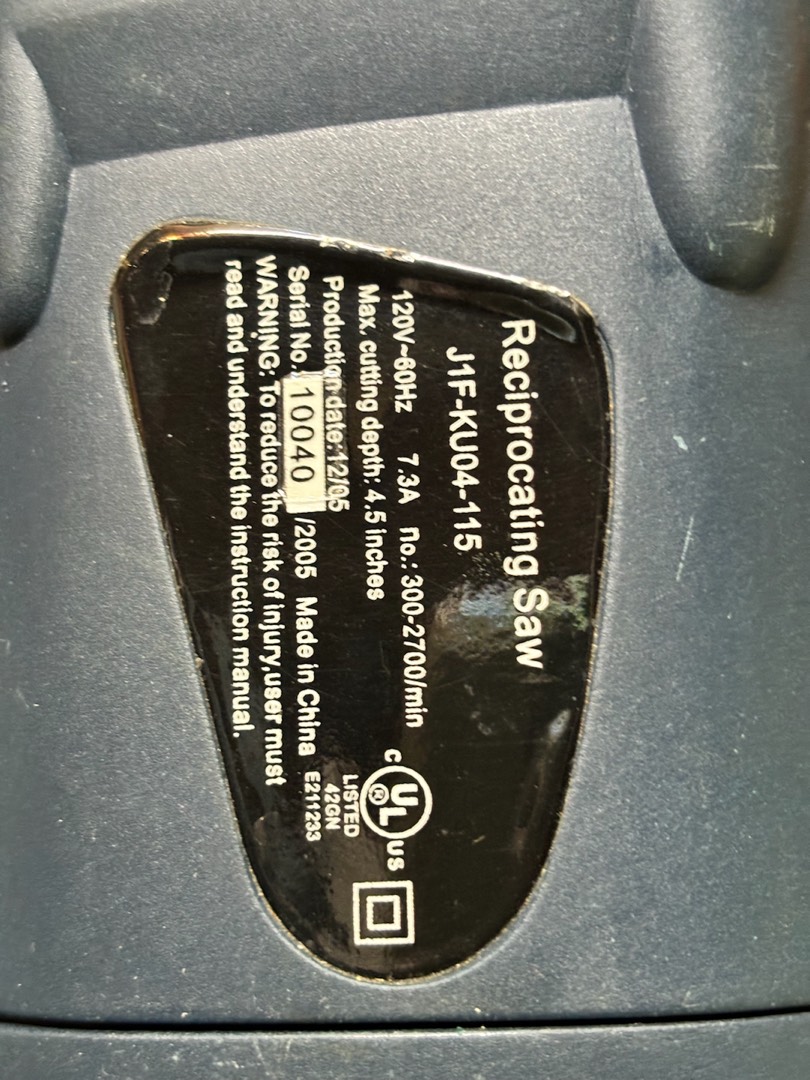 Reciprocating Saw
J1F-KU04-115
120V~60Hz 7.3A no.: 300-2700/min
Max. cutting depth: 4.5 inches
Production date:12/05
Serial No.: 10040 /2005 Made in China
WARNING: To reduce the risk of injury,user must
read and understand the instruction manual.
C UL US
®
LISTED
42GN
E211233